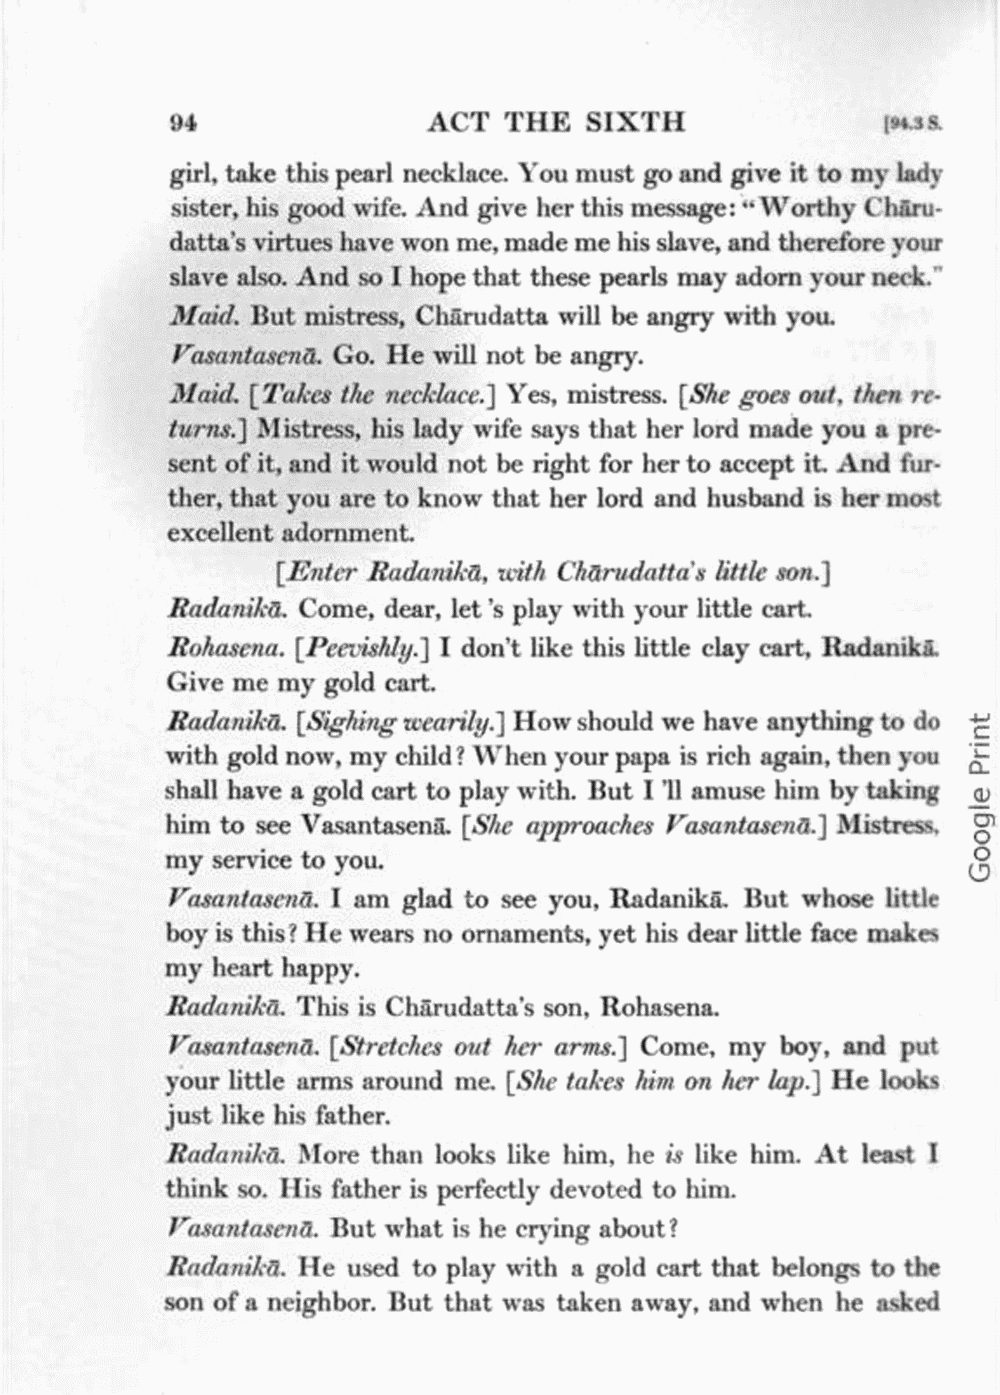 94 ACT THE SIXTH [94.3 S.
girl, take this pearl necklace. You must go and give it to my lady
sister, his good wife. And give her this message: “Worthy Chāru-
datta's virtues have won me, made me his slave, and therefore your
slave also. And so I hope that these pearls may adorn your neck.”
Maid. But mistress, Chārudatta will be angry with you.
Vasantasenā. Go. He will not be angry.
Maid. [Takes the necklace.] Yes, mistress. [She goes out, then re-
turns.] Mistress, his lady wife says that her lord made you a pre-
sent of it, and it would not be right for her to accept it. And fur-
ther, that you are to know that her lord and husband is her most
excellent adornment.
[Enter Radanikā, with Chārudatta's little son.]
Radanikā. Come, dear, let 's play with your little cart.
Rohasena. [Peevishly.] I don't like this little clay cart, Radanikā.
Give me my gold cart.
Radanikā. [Sighing wearily.] How should we have anything to do
with gold now, my child? When your papa is rich again, then you
shall have a gold cart to play with. But I 'll amuse him by taking
him to see Vasantasenā. [She approaches Vasantasenā.] Mistress,
my service to you.
Vasantasenā. I am glad to see you, Radanikā. But whose little
boy is this? He wears no ornaments, yet his dear little face makes
my heart happy.
Radanikā. This is Chārudatta's son, Rohasena.
Vasantasenā. [Stretches out her arms.] Come, my boy, and put
your little arms around me. [She takes him on her lap.] He looks
just like his father.
Radanikā. More than looks like him, he is like him. At least I
think so. His father is perfectly devoted to him.
Vasantasenā. But what is he crying about?
Radanikā. He used to play with a gold cart that belongs to the
son of a neighbor. But that was taken away, and when he asked
Google Print